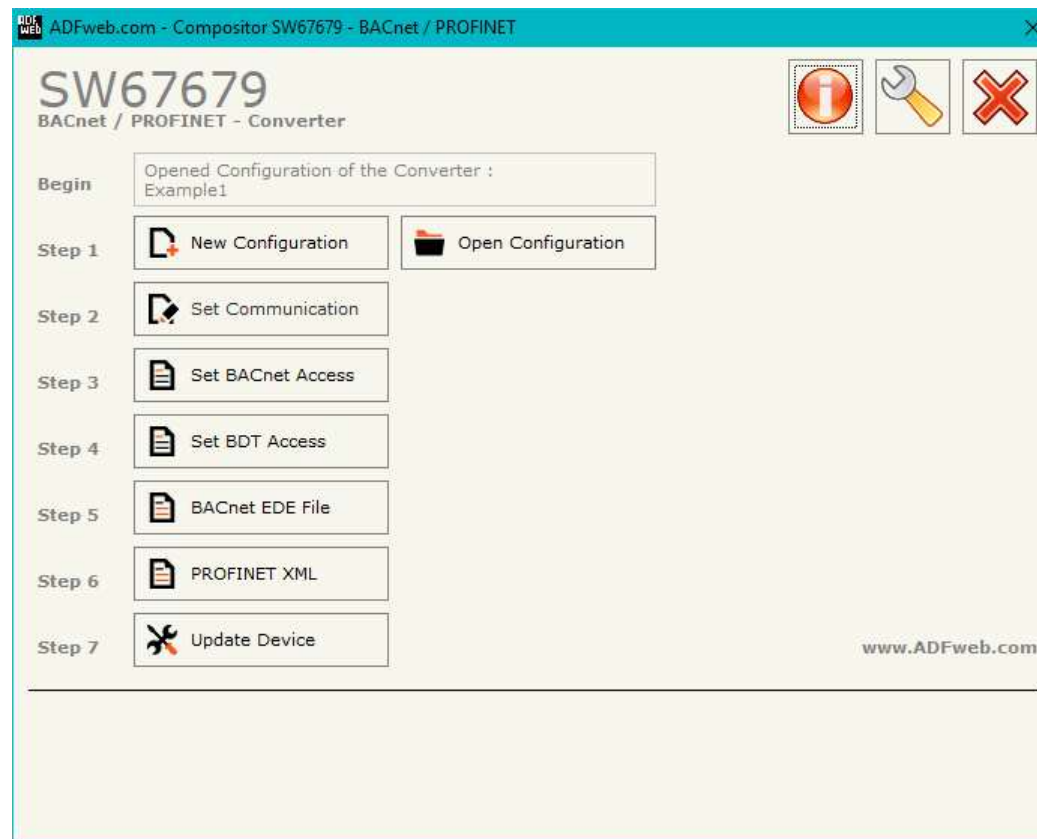 ADF
WEB
ADFweb.com - Compositor SW67679 - BACnet / PROFINET
SW67679
BACnet / PROFINET - Converter
Begin
Opened Configuration of the Converter :
Example1
Step 1
New Configuration
Open Configuration
Step 2
Set Communication
Step 3
Set BACnet Access
Step 4
Set BDT Access
Step 5
BACnet EDE File
Step 6
PROFINET XML
Step 7
Update Device
www.ADFweb.com